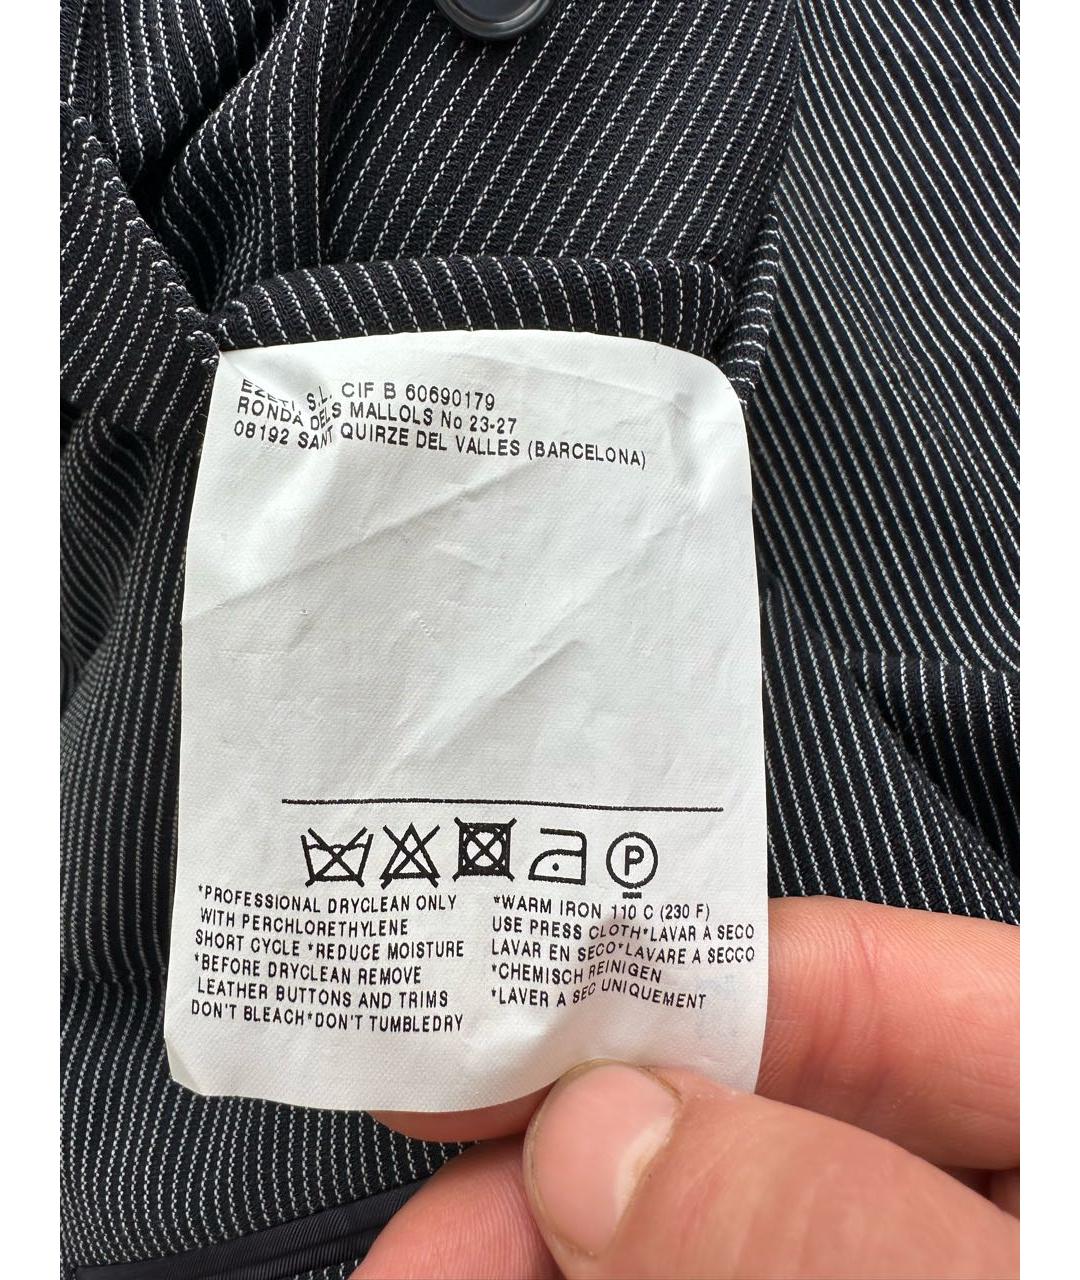 EZETI, S.L. CIF B 60690179
RONDA DELS MALLOLS No 23-27
08192 SANT QUIRZE DEL VALLES (BARCELONA)
P
*PROFESSIONAL DRYCLEAN ONLY
WITH PERCHLORETHYLENE
SHORT CYCLE *REDUCE MOISTURE
*BEFORE DRYCLEAN REMOVE
LEATHER BUTTONS AND TRIMS
DON'T BLEACH*DON'T TUMBLEDRY
*WARM IRON 110 C (230 F)
USE PRESS CLOTH*LAVAR A SECO
LAVAR EN SECO*LAVARE A SECCO
*CHEMISCH REINIGEN
*LAVER A SEC UNIQUEMENT